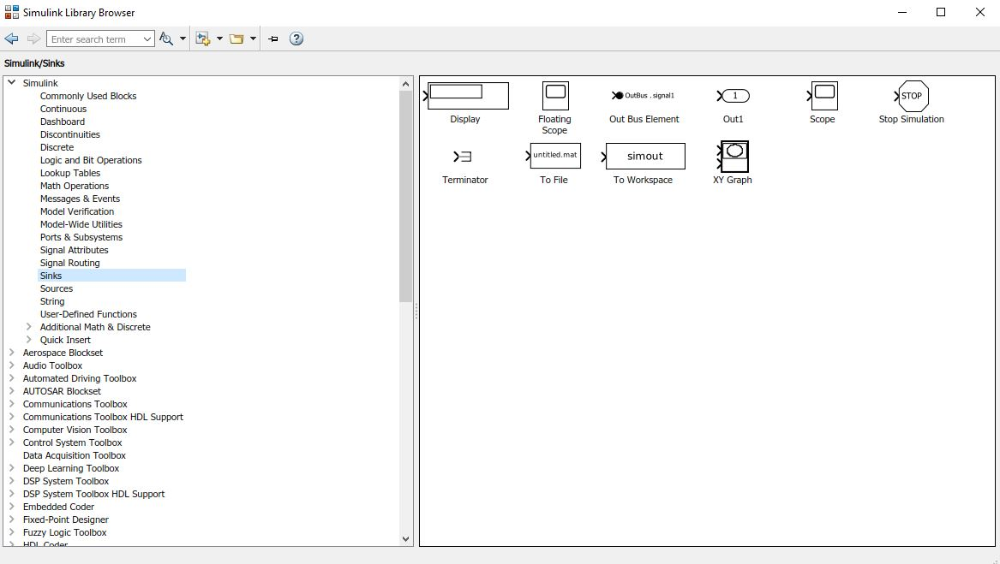 Simulink Library Browser
Enter search term
Simulink/Sinks
Simulink
Commonly Used Blocks
Continuous
Dashboard
Discontinuities
Discrete
Logic and Bit Operations
Lookup Tables
Math Operations
Messages & Events
Model Verification
Model-Wide Utilities
Ports & Subsystems
Signal Attributes
Signal Routing
Sinks
Sources
String
User-Defined Functions
Additional Math & Discrete
Quick Insert
Aerospace Blockset
Audio Toolbox
Automated Driving Toolbox
AUTOSAR Blockset
Communications Toolbox
Communications Toolbox HDL Support
Computer Vision Toolbox
Control System Toolbox
Data Acquisition Toolbox
Deep Learning Toolbox
DSP System Toolbox
DSP System Toolbox HDL Support
Embedded Coder
Fixed-Point Designer
Fuzzy Logic Toolbox
HDL Coder
OutBus . signal1
1
STOP
Display
Floating
Scope
Out Bus Element
Out1
Scope
Stop Simulation
untitled.mat
simout
Terminator
To File
To Workspace
XY Graph